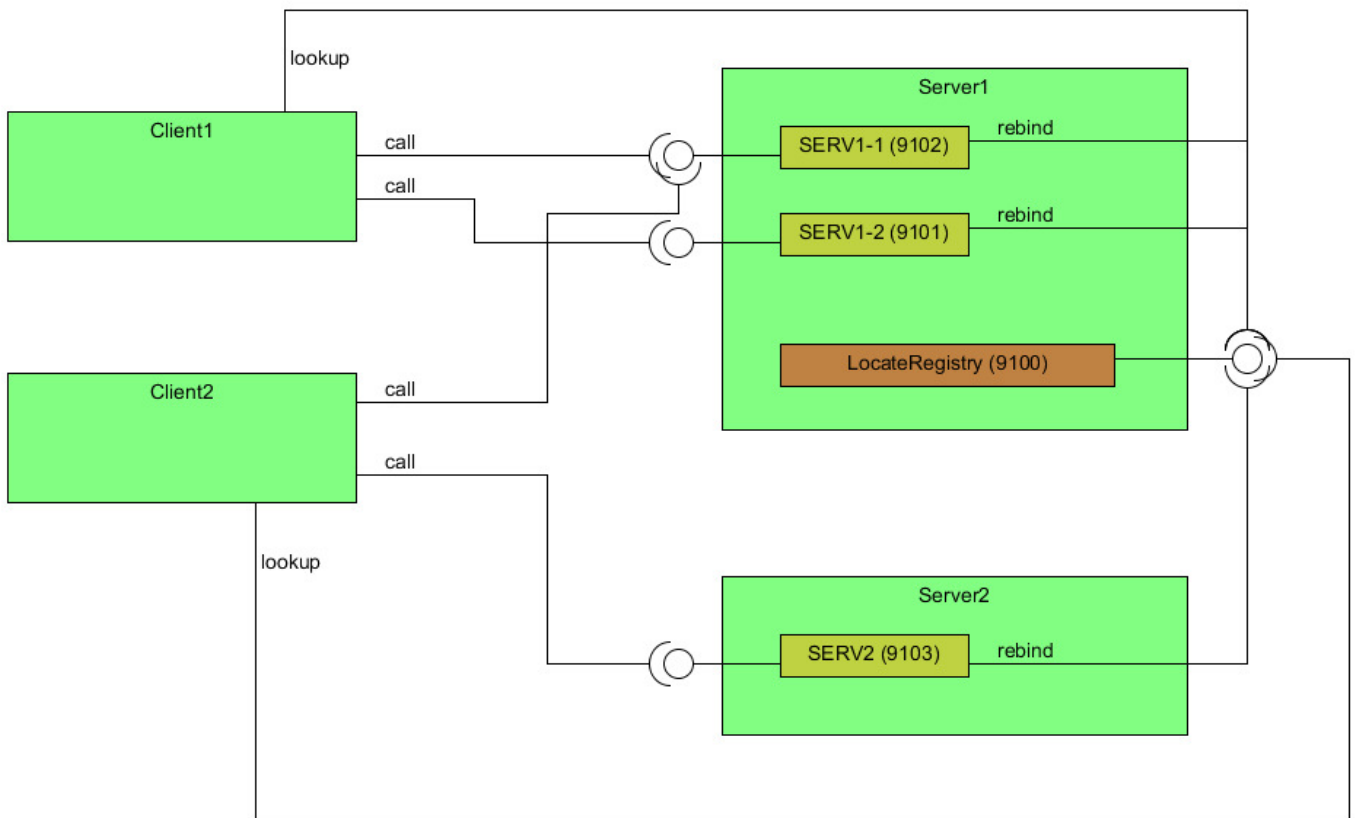 lookup
Server1
Client1
call
SERV1-1 (9102)
rebind
call
SERV1-2 (9101)
rebind
LocateRegistry (9100)
Client2
call
call
lookup
Server2
SERV2 (9103)
rebind